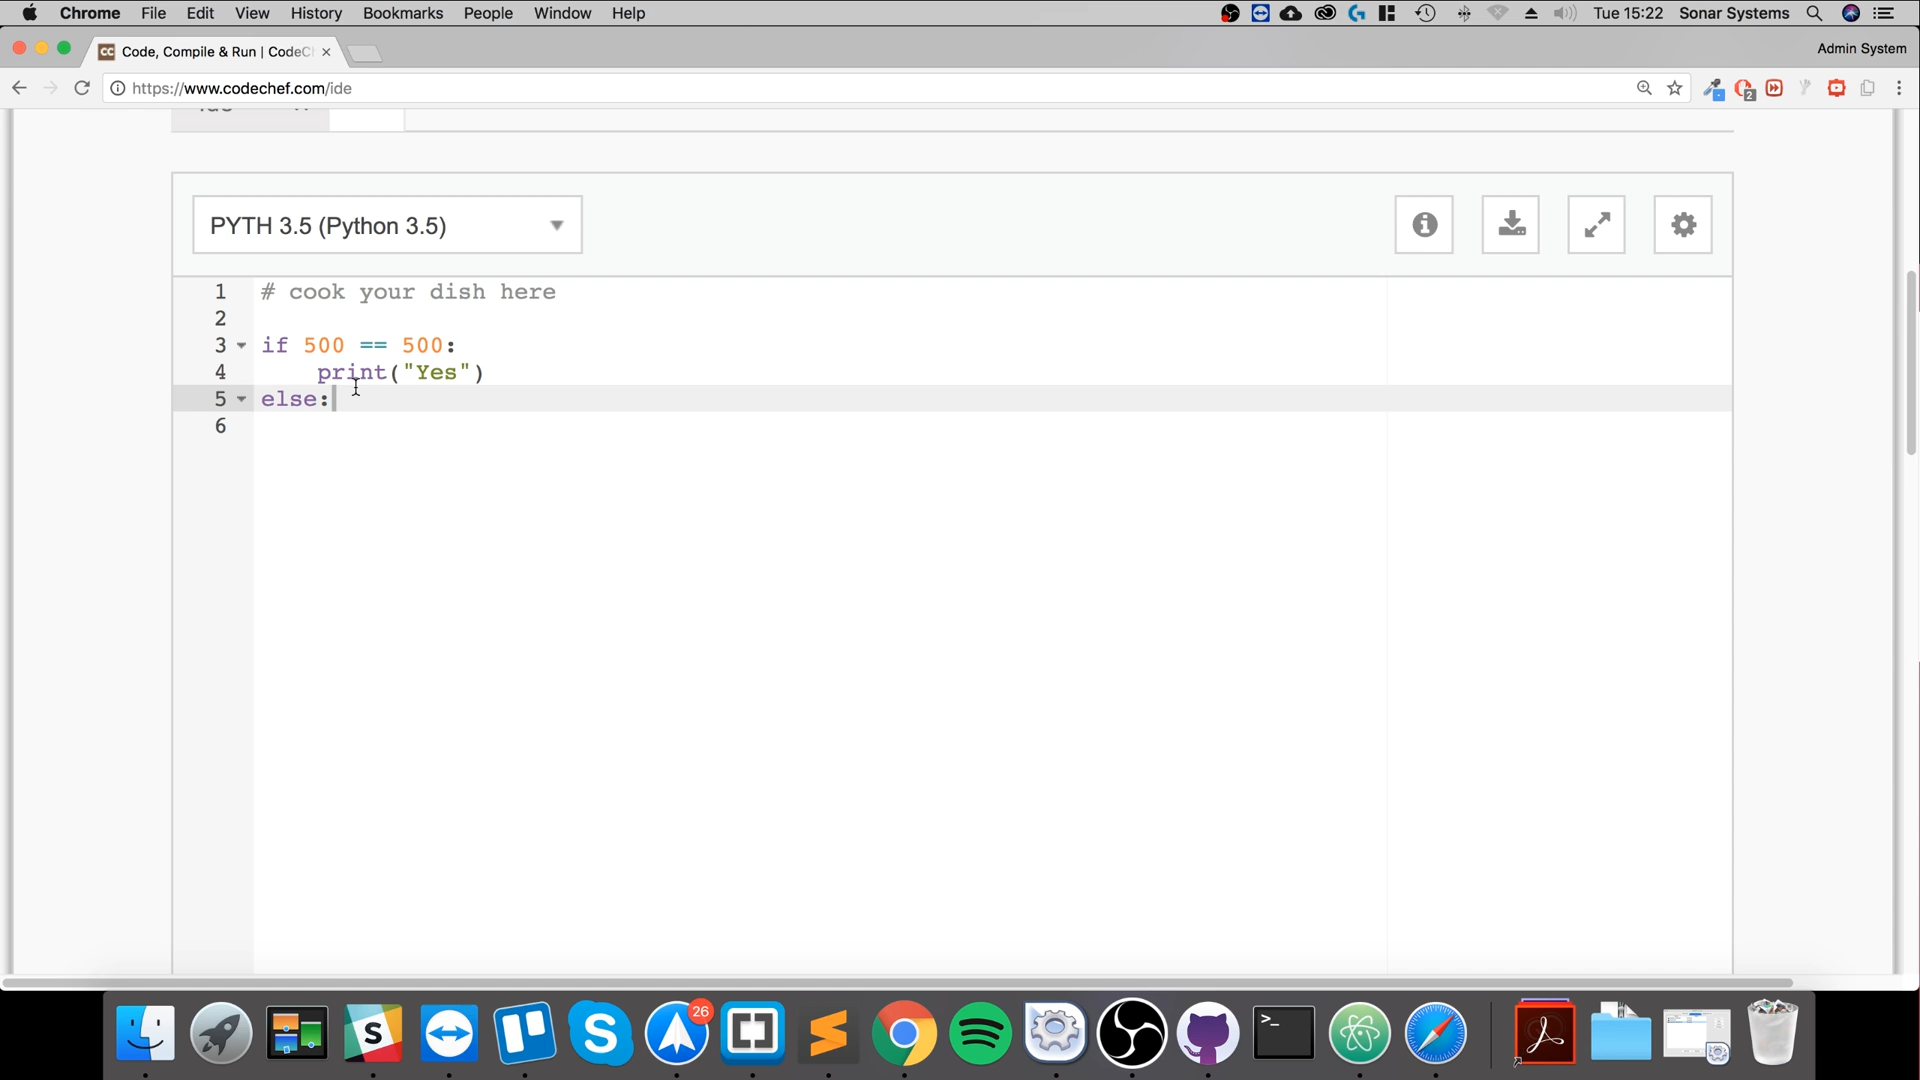 Chrome File Edit View History Bookmarks People Window Help Tue 15:22 Sonar Systems
Code, Compile & Run | CodeCh Admin System
https://www.codechef.com/ide
2
PYTH 3.5 (Python 3.5)
1 # cook your dish here
2
3 if 500 == 500:
4 print("Yes")
5 else:
6
26